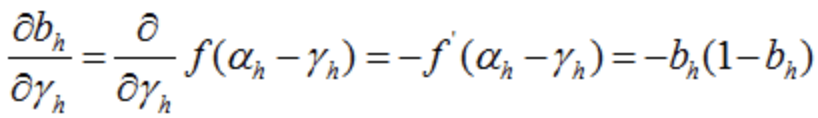 ∂b_h/∂γ_h = ∂/∂γ_h f(α_h − γ_h) = −f'(α_h − γ_h) = −b_h(1−b_h)